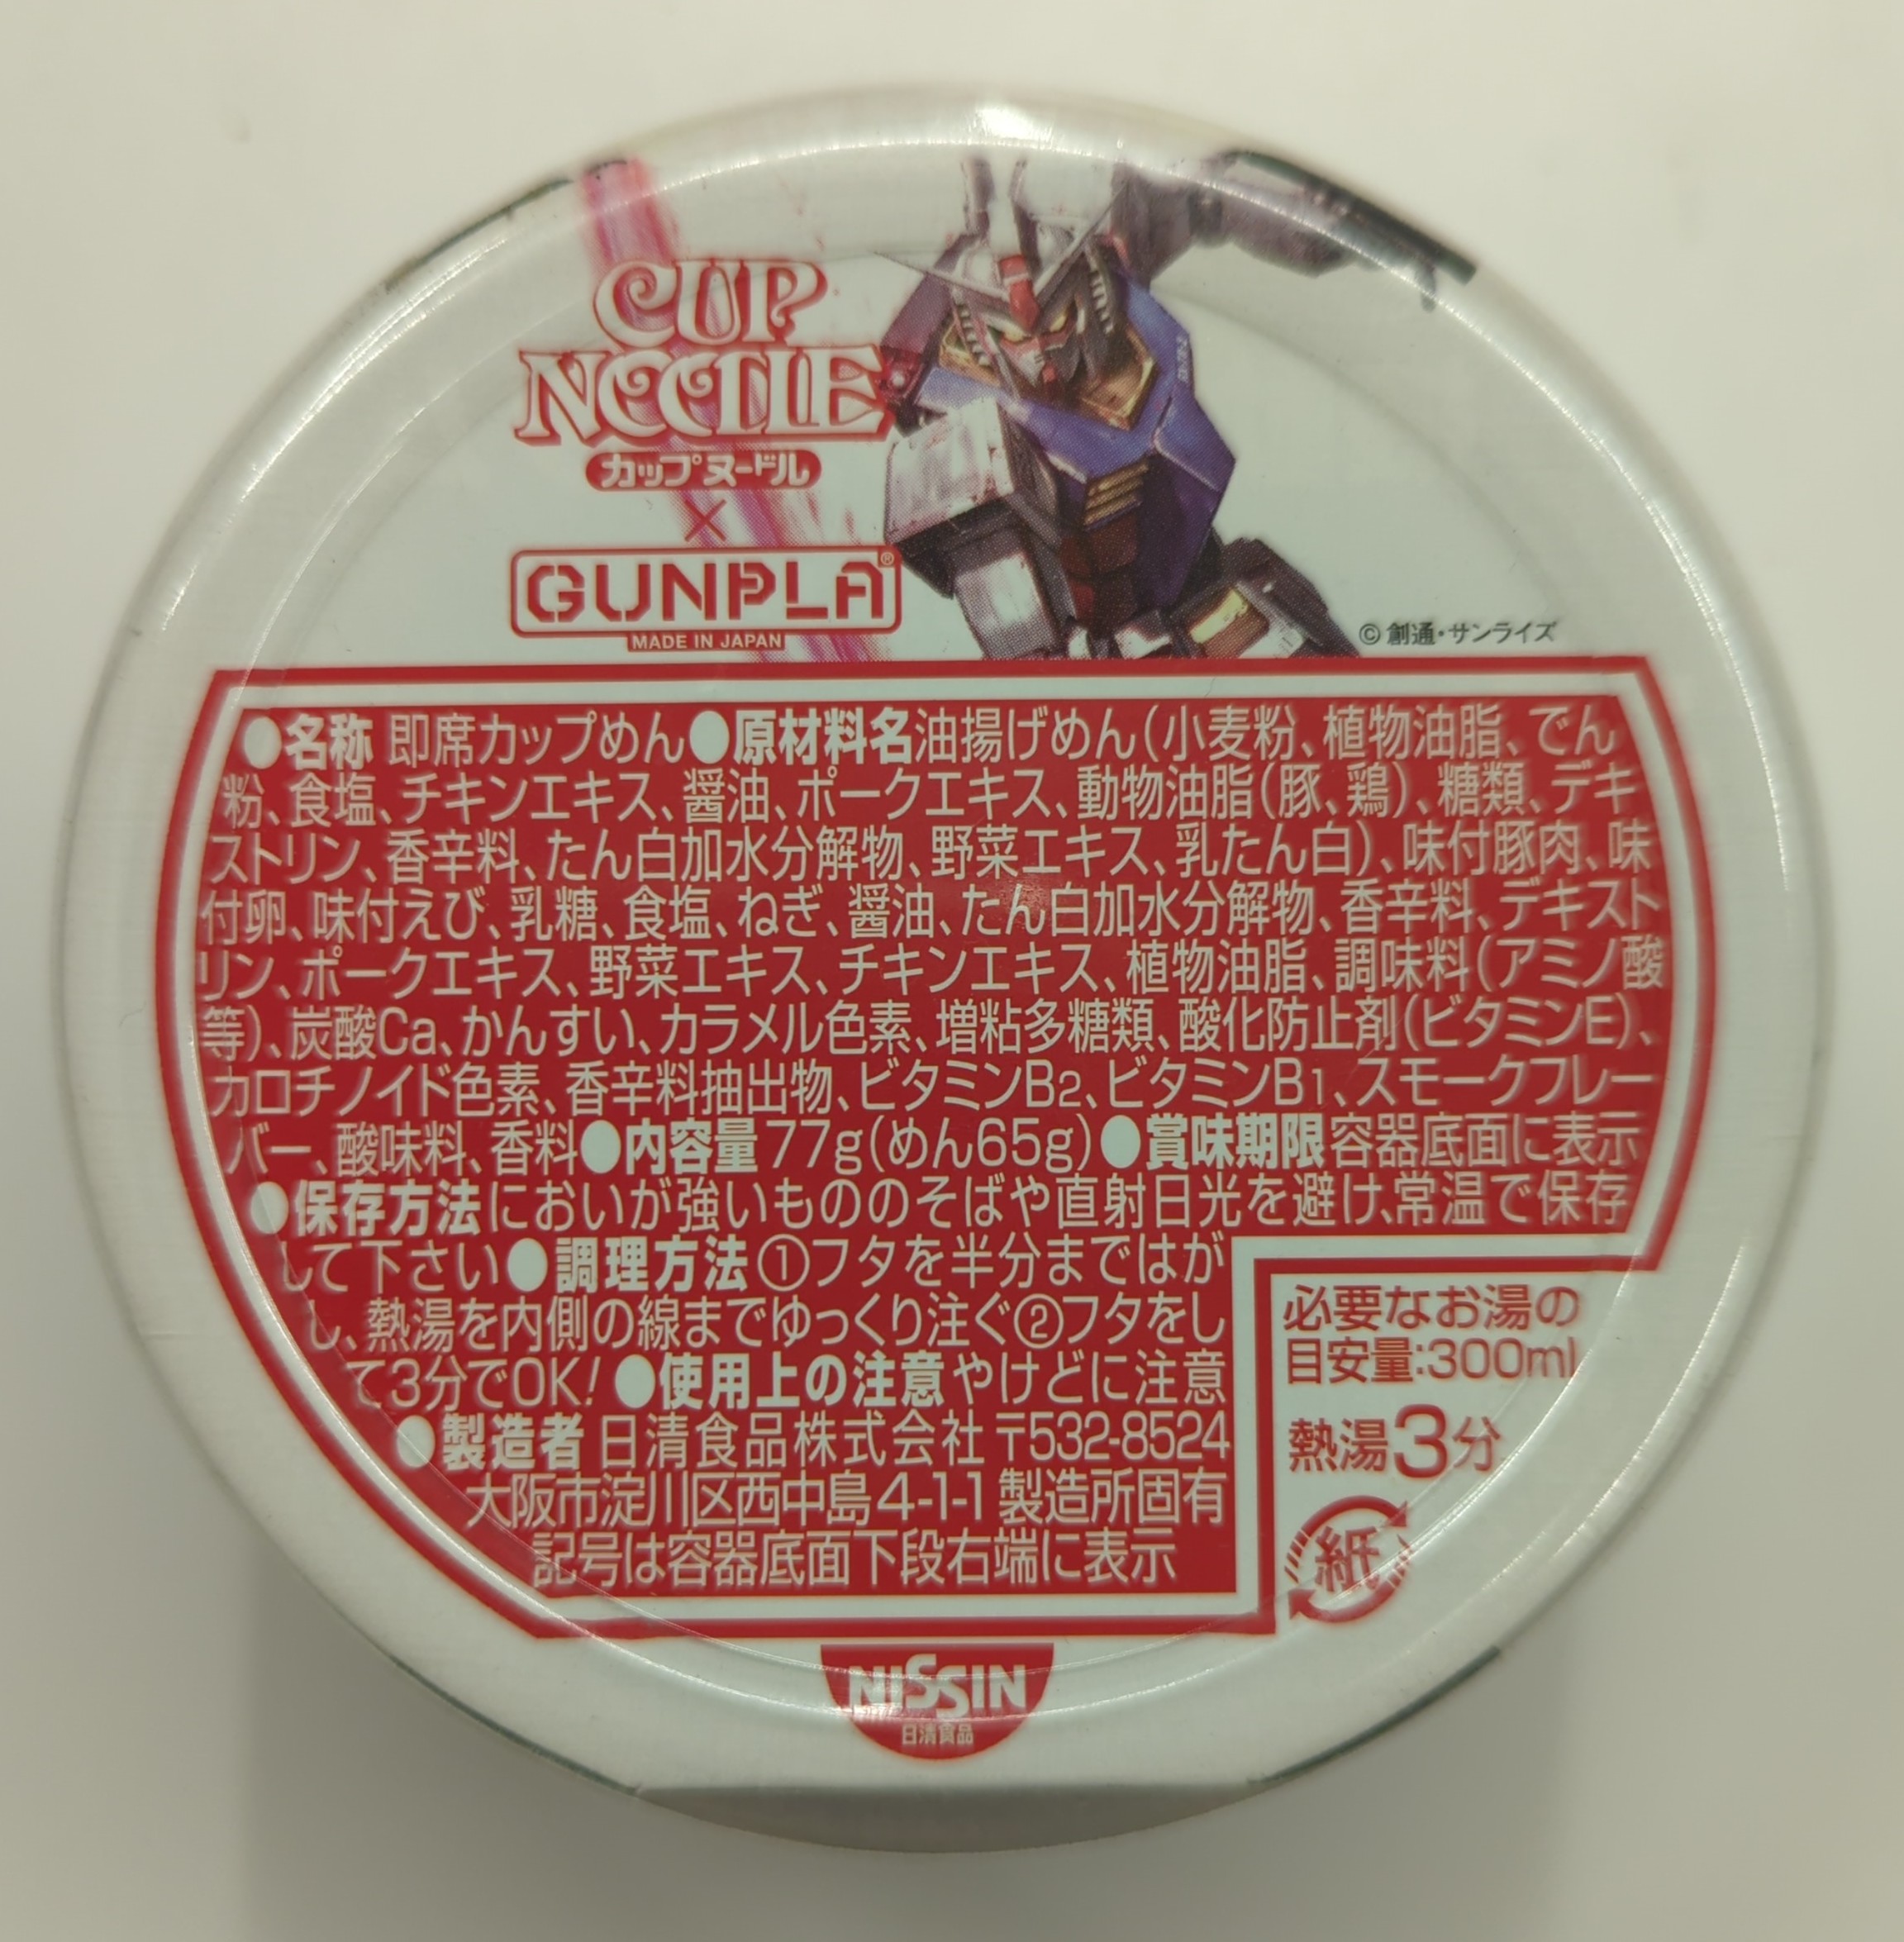 CUP
NOODLE
カップヌードル
×
GUNPLA®
MADE IN JAPAN
RX-78-2
© 創通・サンライズ
●名称 即席カップめん●原材料名油揚げめん(小麦粉、植物油脂、でん
粉、食塩、チキンエキス、醤油、ポークエキス、動物油脂(豚、鶏)、糖類、デキ
ストリン、香辛料、たん白加水分解物、野菜エキス、乳たん白)、味付豚肉、味
付卵、味付えび、乳糖、食塩、ねぎ、醤油、たん白加水分解物、香辛料、デキスト
リン、ポークエキス、野菜エキス、チキンエキス、植物油脂、調味料(アミノ酸
等)、炭酸Ca、かんすい、カラメル色素、増粘多糖類、酸化防止剤(ビタミンE)、
カロチノイド色素、香辛料抽出物、ビタミンB2、ビタミンB1、スモークフレー
バー、酸味料、香料●内容量77g(めん65g)●賞味期限容器底面に表示
●保存方法においが強いもののそばや直射日光を避け、常温で保存
して下さい●調理方法①フタを半分まではが
し、熱湯を内側の線までゆっくり注ぐ②フタをし
て3分でOK!●使用上の注意やけどに注意
●製造者 日清食品株式会社〒532-8524
大阪市淀川区西中島4-1-1 製造所固有
記号は容器底面下段右端に表示
必要なお湯の
目安量:300ml
熱湯3分
紙
NISSIN
日清食品